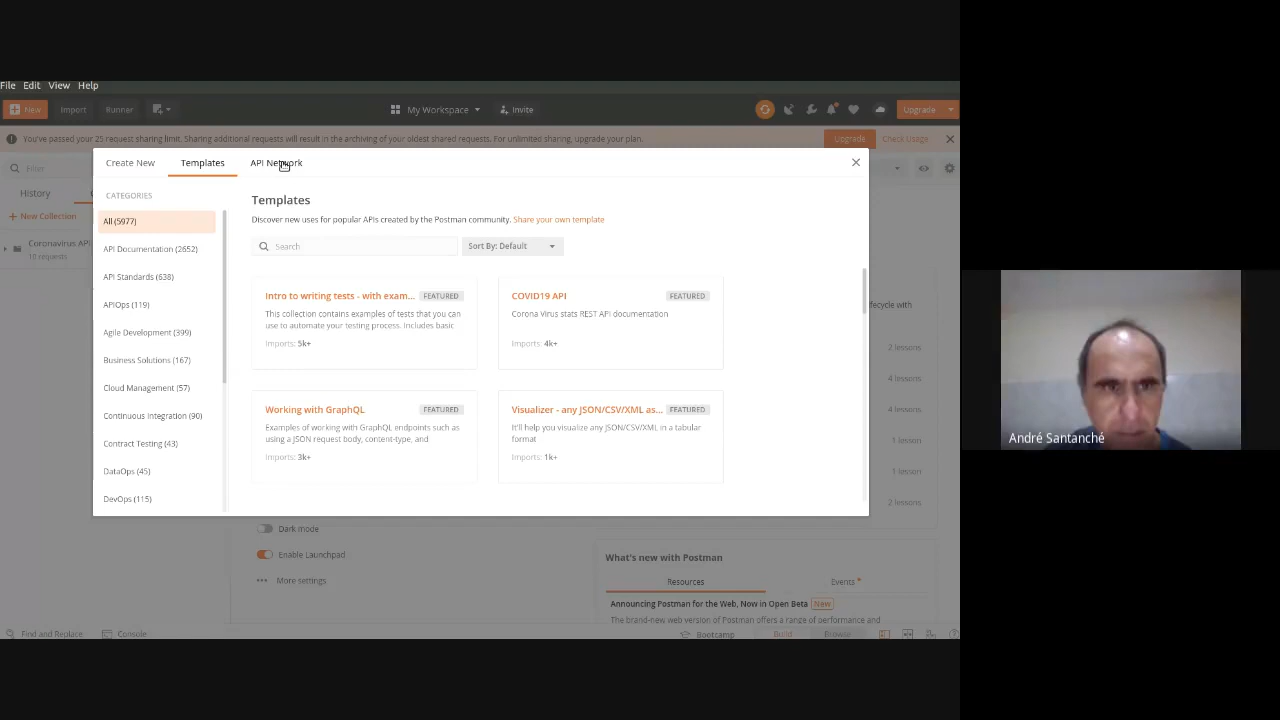 File Edit View Help
New Import Runner My Workspace Invite Upgrade
You've passed your 25 request sharing limit. Sharing additional requests will result in the archiving of your oldest shared requests. For unlimited sharing, upgrade your plan. Upgrade Check Usage
Create New Templates API Network
Filter
History
New Collection
Coronavirus API
10 requests
CATEGORIES
All (5977)
API Documentation (2652)
API Standards (638)
APIOps (119)
Agile Development (399)
Business Solutions (167)
Cloud Management (57)
Continuous Integration (90)
Contract Testing (43)
DataOps (45)
DevOps (115)
Templates
Discover new uses for popular APIs created by the Postman community. Share your own template
Search Sort By: Default
Intro to writing tests - with exam... FEATURED
This collection contains examples of tests that you can
use to automate your testing process. Includes basic
Imports: 5k+
COVID19 API FEATURED
Corona Virus stats REST API documentation
Imports: 4k+
Working with GraphQL FEATURED
Examples of working with GraphQL endpoints such as
using a JSON request body, content-type, and
Imports: 3k+
Visualizer - any JSON/CSV/XML as... FEATURED
It'll help you visualize any JSON/CSV/XML in a tabular
format
Imports: 1k+
fecycle with
2 lessons
4 lessons
4 lessons
1 lesson
1 lesson
2 lessons
Dark mode
Enable Launchpad
More settings
What's new with Postman
Resources Events
Announcing Postman for the Web, Now in Open Beta New
The brand-new web version of Postman offers a range of performance and
Find and Replace Console Bootcamp Build Browse
André Santanchè